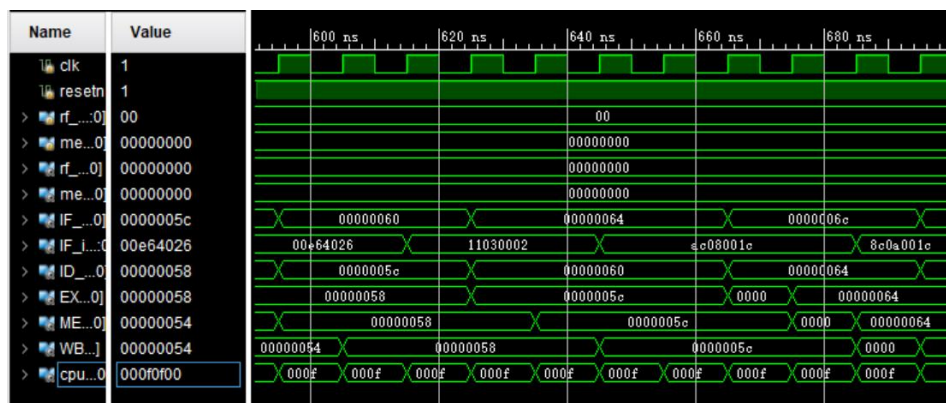 Name Value
600 ns 620 ns 640 ns 660 ns 680 ns
clk 1
resetn 1
rf_...:0] 00 00
me...0] 00000000 00000000
rf_...0] 00000000 00000000
me...0] 00000000 00000000
IF_...0] 0000005c 00000060 00000064 0000006c
IF_i...:0 00e64026 00e64026 11030002 ac08001c 8c0a001c
ID_...0] 00000058 0000005c 00000060 00000064
EX...0] 00000058 00000058 0000005c 0000 00000064
ME...0] 00000054 00000058 0000005c 0000 00000064
WB...] 00000054 00000054 00000058 0000005c 0000
cpu...0 000f0f00 000f 000f 000f 000f 000f 000f 000f 000f 000f 000f